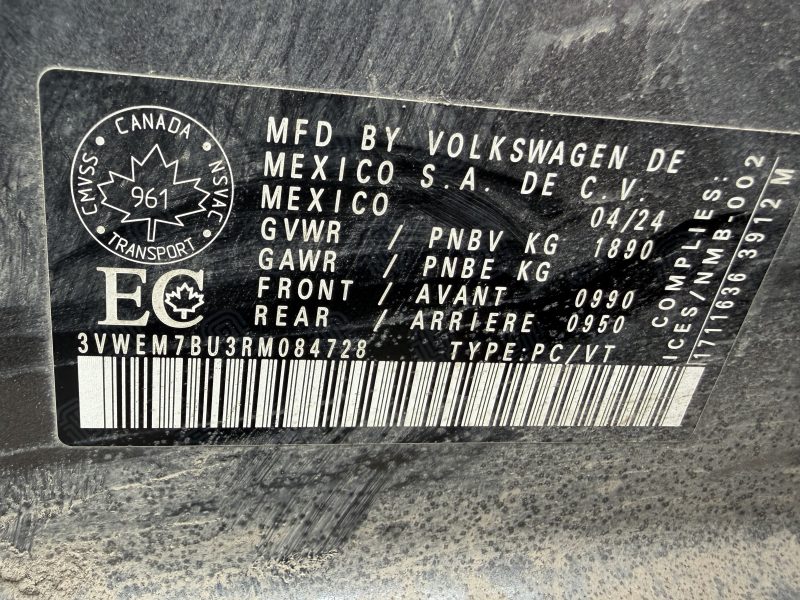 CANADA
CMVSS
NSVAC
961
TRANSPORT
EC
MFD BY VOLKSWAGEN DE
MEXICO S.A. DE C.V.
MEXICO 04/24
GVWR / PNBV KG 1890
GAWR / PNBE KG
FRONT / AVANT 0990
REAR / ARRIERE 0950
3VWEM7BU3RM084728 TYPE:PC/VT
COMPLIES:
ICES/NMB-002
1711636 3912 M